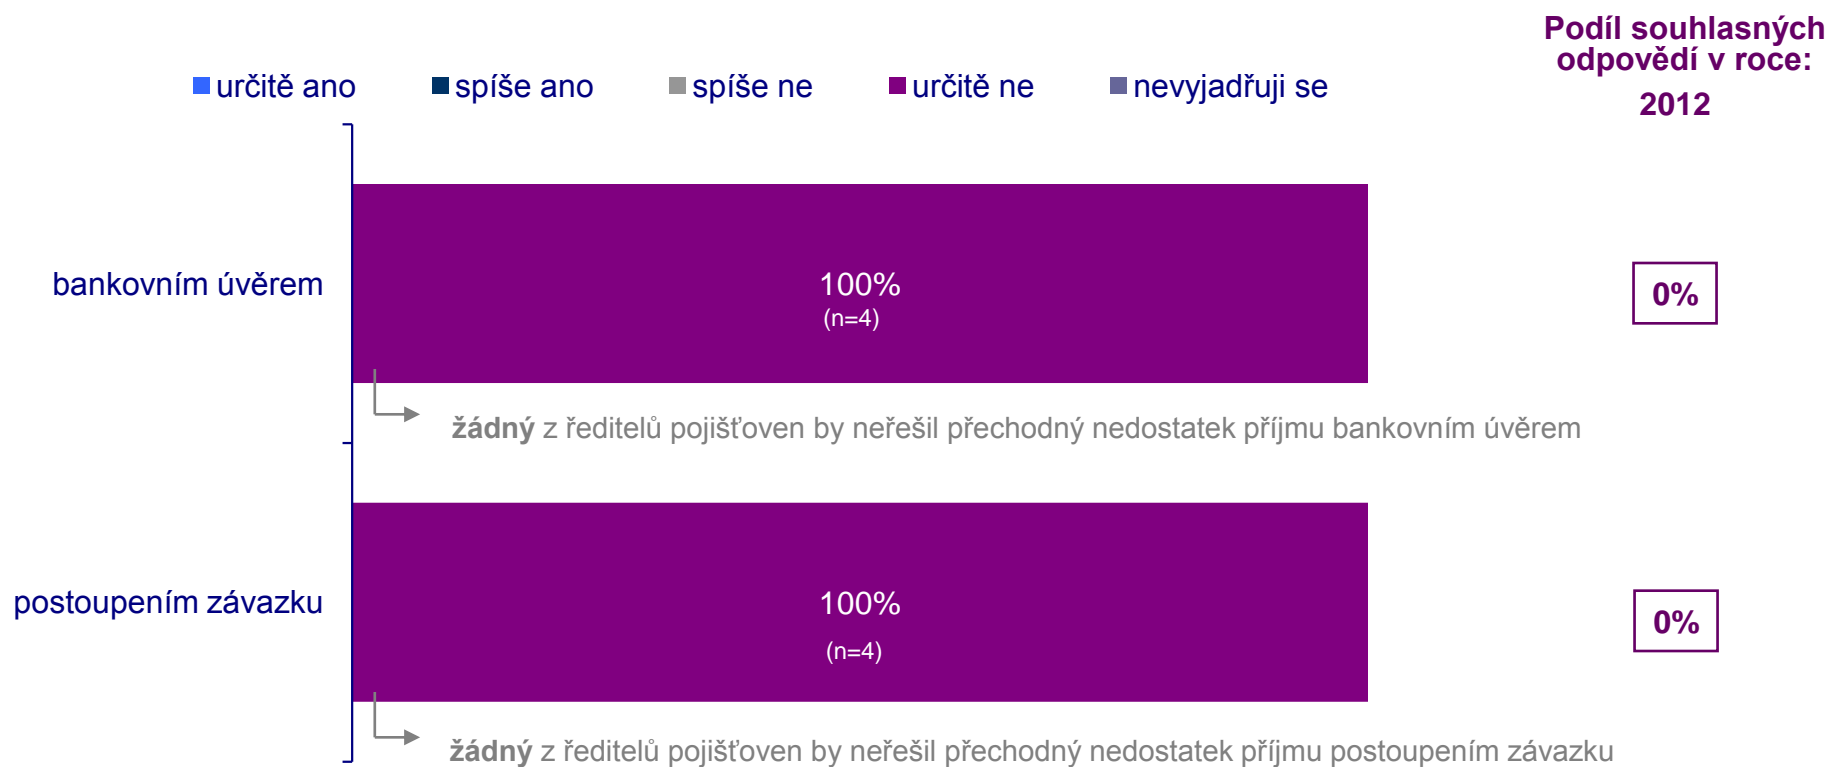 Podíl souhlasných
odpovědí v roce:
2012
určitě ano
spíše ano
spíše ne
určitě ne
nevyjadřuji se
bankovním úvěrem
100%
(n=4)
0%
žádný z ředitelů pojišťoven by neřešil přechodný nedostatek příjmu bankovním úvěrem
postoupením závazku
100%
(n=4)
0%
žádný z ředitelů pojišťoven by neřešil přechodný nedostatek příjmu postoupením závazku